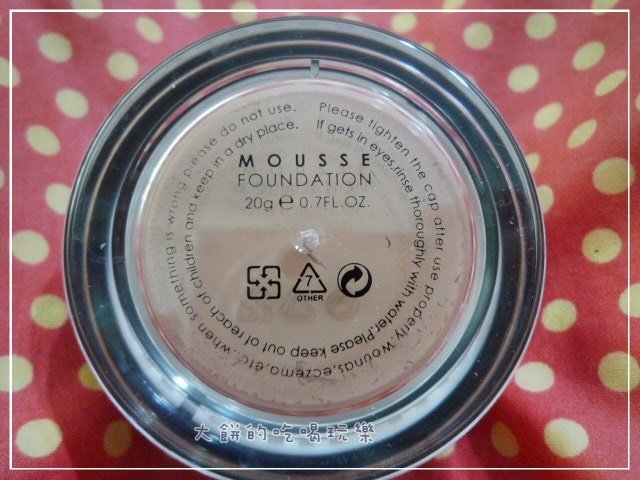 Please tighten the cap after use properly. Wounds,eczema,etc,when something is wrong please do not use.
If gets in eyes,rinse thoroughly with water.Please keep out of reach of children and keep in a dry place.
MOUSSE
FOUNDATION
20g e 0.7FL.OZ.
7
OTHER
大餅的吃喝玩樂